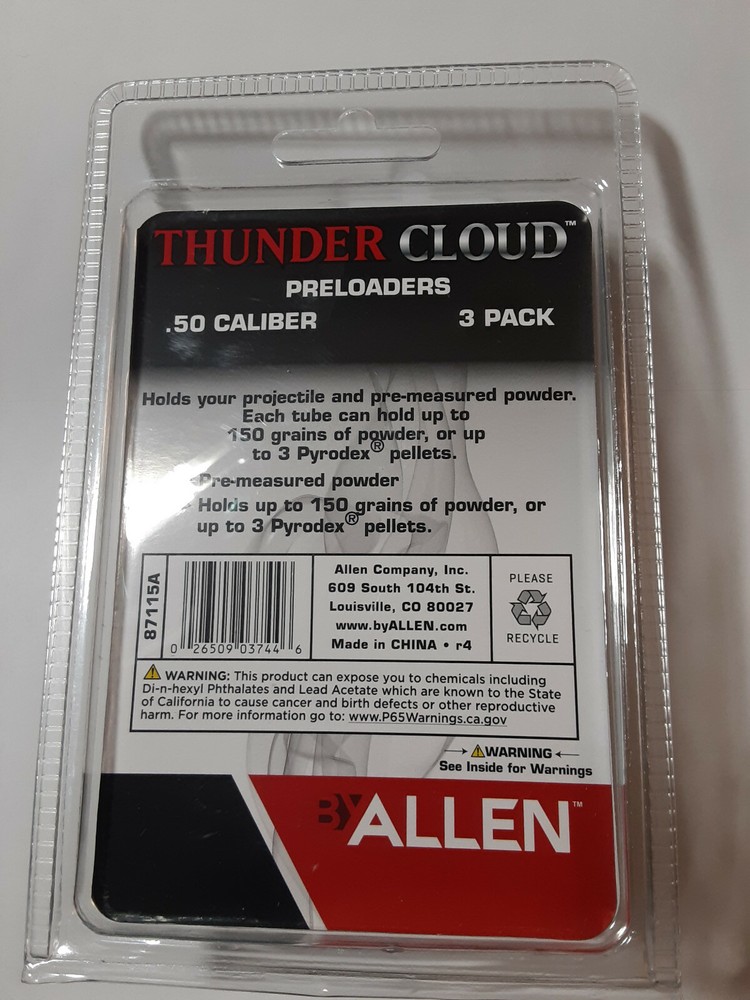 THUNDER CLOUD™
PRELOADERS
.50 CALIBER 3 PACK
Holds your projectile and pre-measured powder.
Each tube can hold up to
150 grains of powder, or up
to 3 Pyrodex® pellets.
Pre-measured powder
Holds up to 150 grains of powder, or
up to 3 Pyrodex® pellets.
87115A
0 26509 03744 6
Allen Company, Inc.
609 South 104th St.
Louisville, CO 80027
www.byALLEN.com
Made in CHINA • r4
PLEASE
RECYCLE
WARNING: This product can expose you to chemicals including
Di-n-hexyl Phthalates and Lead Acetate which are known to the State
of California to cause cancer and birth defects or other reproductive
harm. For more information go to: www.P65Warnings.ca.gov
WARNING
See Inside for Warnings
BYALLEN™